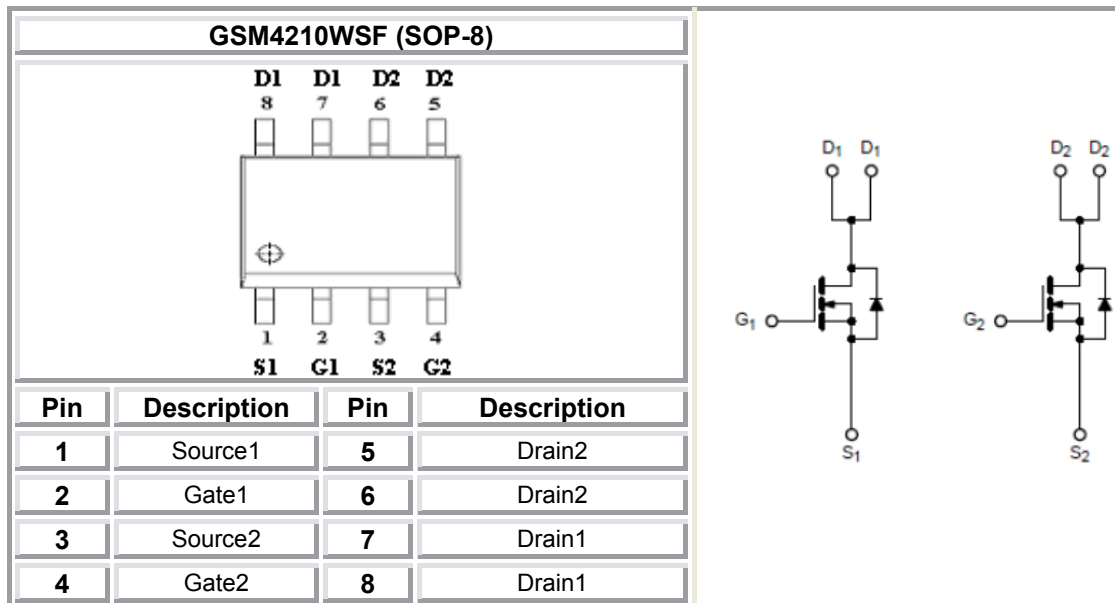 GSM4210WSF (SOP-8)
D1 D1 D2 D2
8 7 6 5
1 2 3 4
S1 G1 S2 G2
Pin Description Pin Description
1 Source1 5 Drain2
2 Gate1 6 Drain2
3 Source2 7 Drain1
4 Gate2 8 Drain1
D1 D1 D2 D2
G1 G2
S1 S2